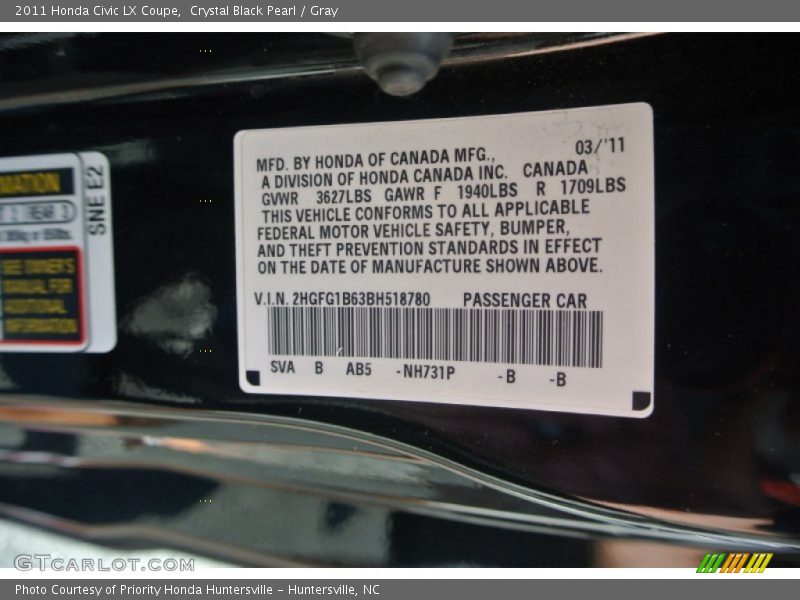 2011 Honda Civic LX Coupe,  Crystal Black Pearl / Gray
03/'11
MFD. BY HONDA OF CANADA MFG.,
A DIVISION OF HONDA CANADA INC. CANADA
GVWR 3627LBS GAWR F 1940LBS R 1709LBS
THIS VEHICLE CONFORMS TO ALL APPLICABLE
FEDERAL MOTOR VEHICLE SAFETY, BUMPER,
AND THEFT PREVENTION STANDARDS IN EFFECT
ON THE DATE OF MANUFACTURE SHOWN ABOVE.
V.I.N. 2HGFG1B63BH518780 PASSENGER CAR
SVA B AB5 -NH731P -B -B
SNE E2
2 REAR 3
SEE OWNER'S
MANUAL FOR
ADDITIONAL
INFORMATION
GTCARLOT.COM
Photo Courtesy of Priority Honda Huntersville - Huntersville, NC